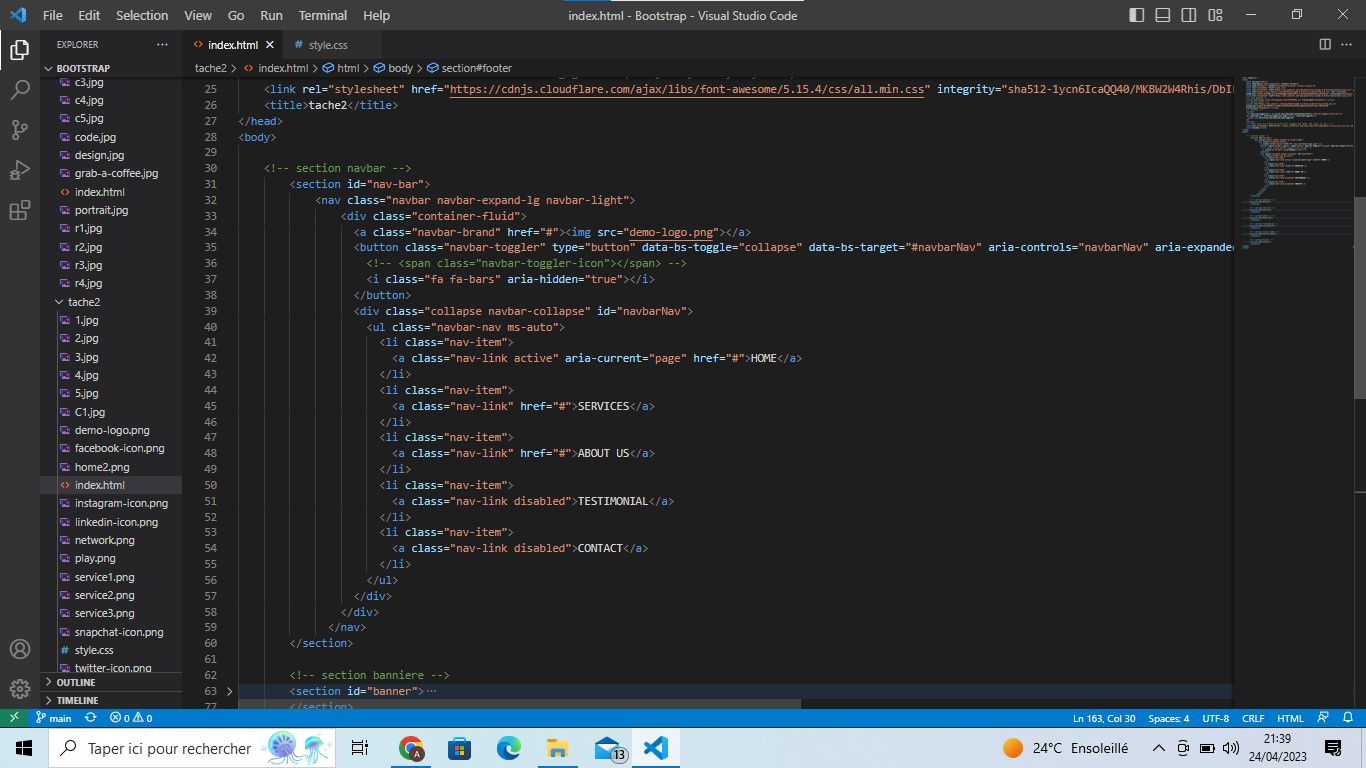 File Edit Selection View Go Run Terminal Help
index.html - Bootstrap - Visual Studio Code
EXPLORER
BOOTSTRAP
c3.jpg
c4.jpg
c5.jpg
code.jpg
design.jpg
grab-a-coffee.jpg
index.html
portrait.jpg
r1.jpg
r2.jpg
r3.jpg
r4.jpg
tache2
1.jpg
2.jpg
3.jpg
4.jpg
5.jpg
C1.jpg
demo-logo.png
facebook-icon.png
home2.png
index.html
instagram-icon.png
linkedin-icon.png
network.png
play.png
service1.png
service2.png
service3.png
snapchat-icon.png
style.css
twitter-icon.png
OUTLINE
TIMELINE
index.html
style.css
tache2 > index.html > html > body > section#footer
25 <link rel="stylesheet" href="https://cdnjs.cloudflare.com/ajax/libs/font-awesome/5.15.4/css/all.min.css" integrity="sha512-1ycn6IcaQQ40/MKBW2W4Rhis/DbI
26 <title>tache2</title>
27 </head>
28 <body>
29
30 <!-- section navbar -->
31 <section id="nav-bar">
32 <nav class="navbar navbar-expand-lg navbar-light">
33 <div class="container-fluid">
34 <a class="navbar-brand" href="#"><img src="demo-logo.png"></a>
35 <button class="navbar-toggler" type="button" data-bs-toggle="collapse" data-bs-target="#navbarNav" aria-controls="navbarNav" aria-expande
36 <!-- <span class="navbar-toggler-icon"></span> -->
37 <i class="fa fa-bars" aria-hidden="true"></i>
38 </button>
39 <div class="collapse navbar-collapse" id="navbarNav">
40 <ul class="navbar-nav ms-auto">
41 <li class="nav-item">
42 <a class="nav-link active" aria-current="page" href="#">HOME</a>
43 </li>
44 <li class="nav-item">
45 <a class="nav-link" href="#">SERVICES</a>
46 </li>
47 <li class="nav-item">
48 <a class="nav-link" href="#">ABOUT US</a>
49 </li>
50 <li class="nav-item">
51 <a class="nav-link disabled">TESTIMONIAL</a>
52 </li>
53 <li class="nav-item">
54 <a class="nav-link disabled">CONTACT</a>
55 </li>
56 </ul>
57 </div>
58 </div>
59 </nav>
60 </section>
61
62 <!-- section banniere -->
63 <section id="banner">···
77 </section>
main 0 0 Ln 163, Col 30 Spaces: 4 UTF-8 CRLF HTML
Taper ici pour rechercher
A
13
24°C Ensoleillé
21:39
24/04/2023